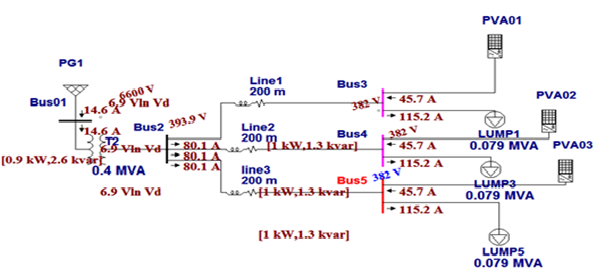 PVA01
PG1
6600 V
Line1
200 m
Bus3
Bus01
14.6 A
6.9 Vln Vd
382 V
45.7 A
PVA02
393.9 V
Bus2
115.2 A
14.6 A
T2
Line2
200 m
Bus4
382 V
LUMP1
0.079 MVA
6.9 Vln Vd
80.1 A
[1 kW,1.3 kvar]
45.7 A
PVA03
[0.9 kW,2.6 kvar]
80.1 A
115.2 A
0.4 MVA
80.1 A
line3
200 m
Bus5
382 V
LUMP3
0.079 MVA
6.9 Vln Vd
[1 kW,1.3 kvar]
45.7 A
115.2 A
[1 kW,1.3 kvar]
LUMP5
0.079 MVA